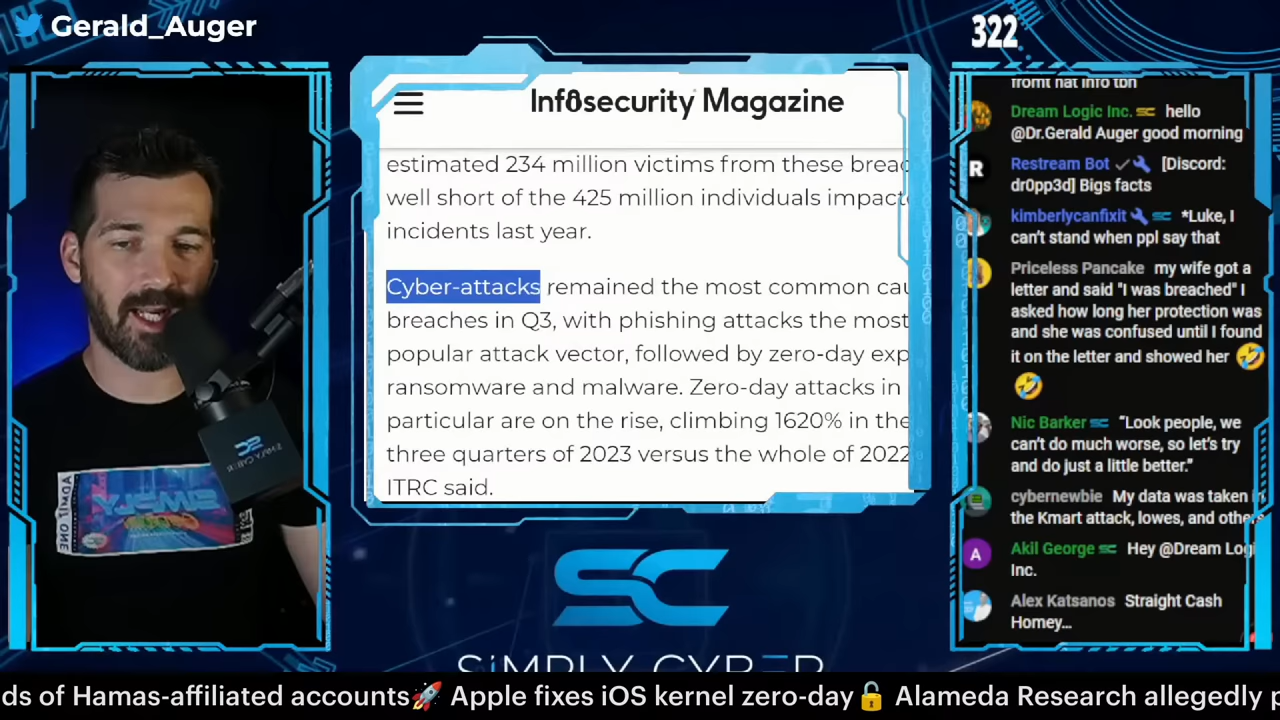 Gerald_Auger
322
Infosecurity Magazine
estimated 234 million victims from these
well short of the 425 million individuals
incidents last year.
Cyber-attacks remained the most common
breaches in Q3, with phishing attacks the most
popular attack vector, followed by zero-day
ransomware and malware. Zero-day attacks in
particular are on the rise, climbing 1620% in the
three quarters of 2023 versus the whole of 2022
ITRC said.
Dream Logic Inc. hello
@Dr.Gerald Auger good morning
Restream Bot [Discord:
dr0pp3d] Bigs facts
kimberlycanfixit *Luke, I
can't stand when ppl say that
Priceless Pancake my wife got a
letter and said "I was breached" I
asked how long her protection was
and she was confused until I found
it on the letter and showed her 🤣
🤣
Nic Barker "Look people, we
can't do much worse, so let's try
and do just a little better."
cybernewbie My data was taken in
the Kmart attack, lowes, and others
Akil George Hey @Dream Logi
Inc.
Alex Katsanos Straight Cash
Homey...
R
A
ADMIT ONE
SC
SIMPLY CYBER
ds of Hamas-affiliated accounts🚀 Apple fixes iOS kernel zero-day🔓 Alameda Research allegedly